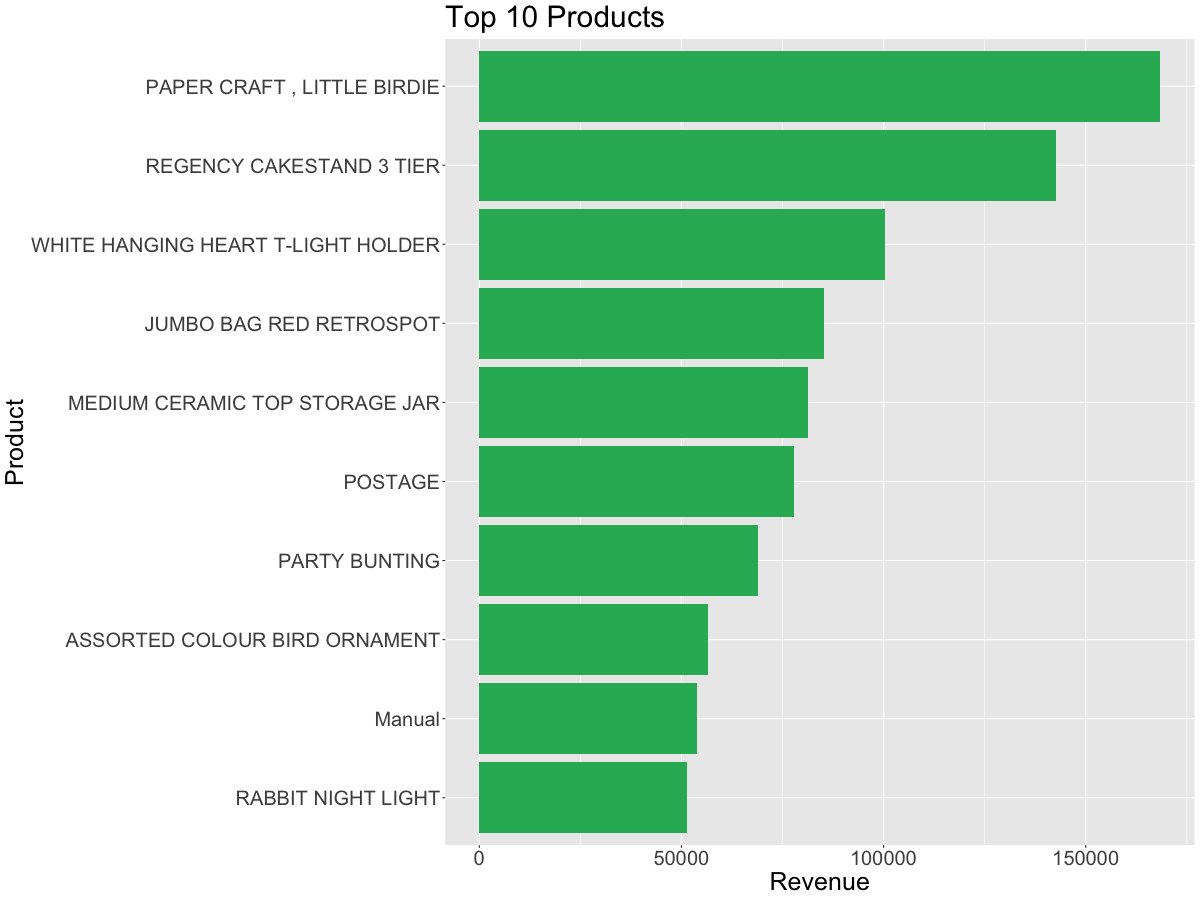 Top 10 Products
Product
PAPER CRAFT , LITTLE BIRDIE
REGENCY CAKESTAND 3 TIER
WHITE HANGING HEART T-LIGHT HOLDER
JUMBO BAG RED RETROSPOT
MEDIUM CERAMIC TOP STORAGE JAR
POSTAGE
PARTY BUNTING
ASSORTED COLOUR BIRD ORNAMENT
Manual
RABBIT NIGHT LIGHT
0 50000 100000 150000
Revenue